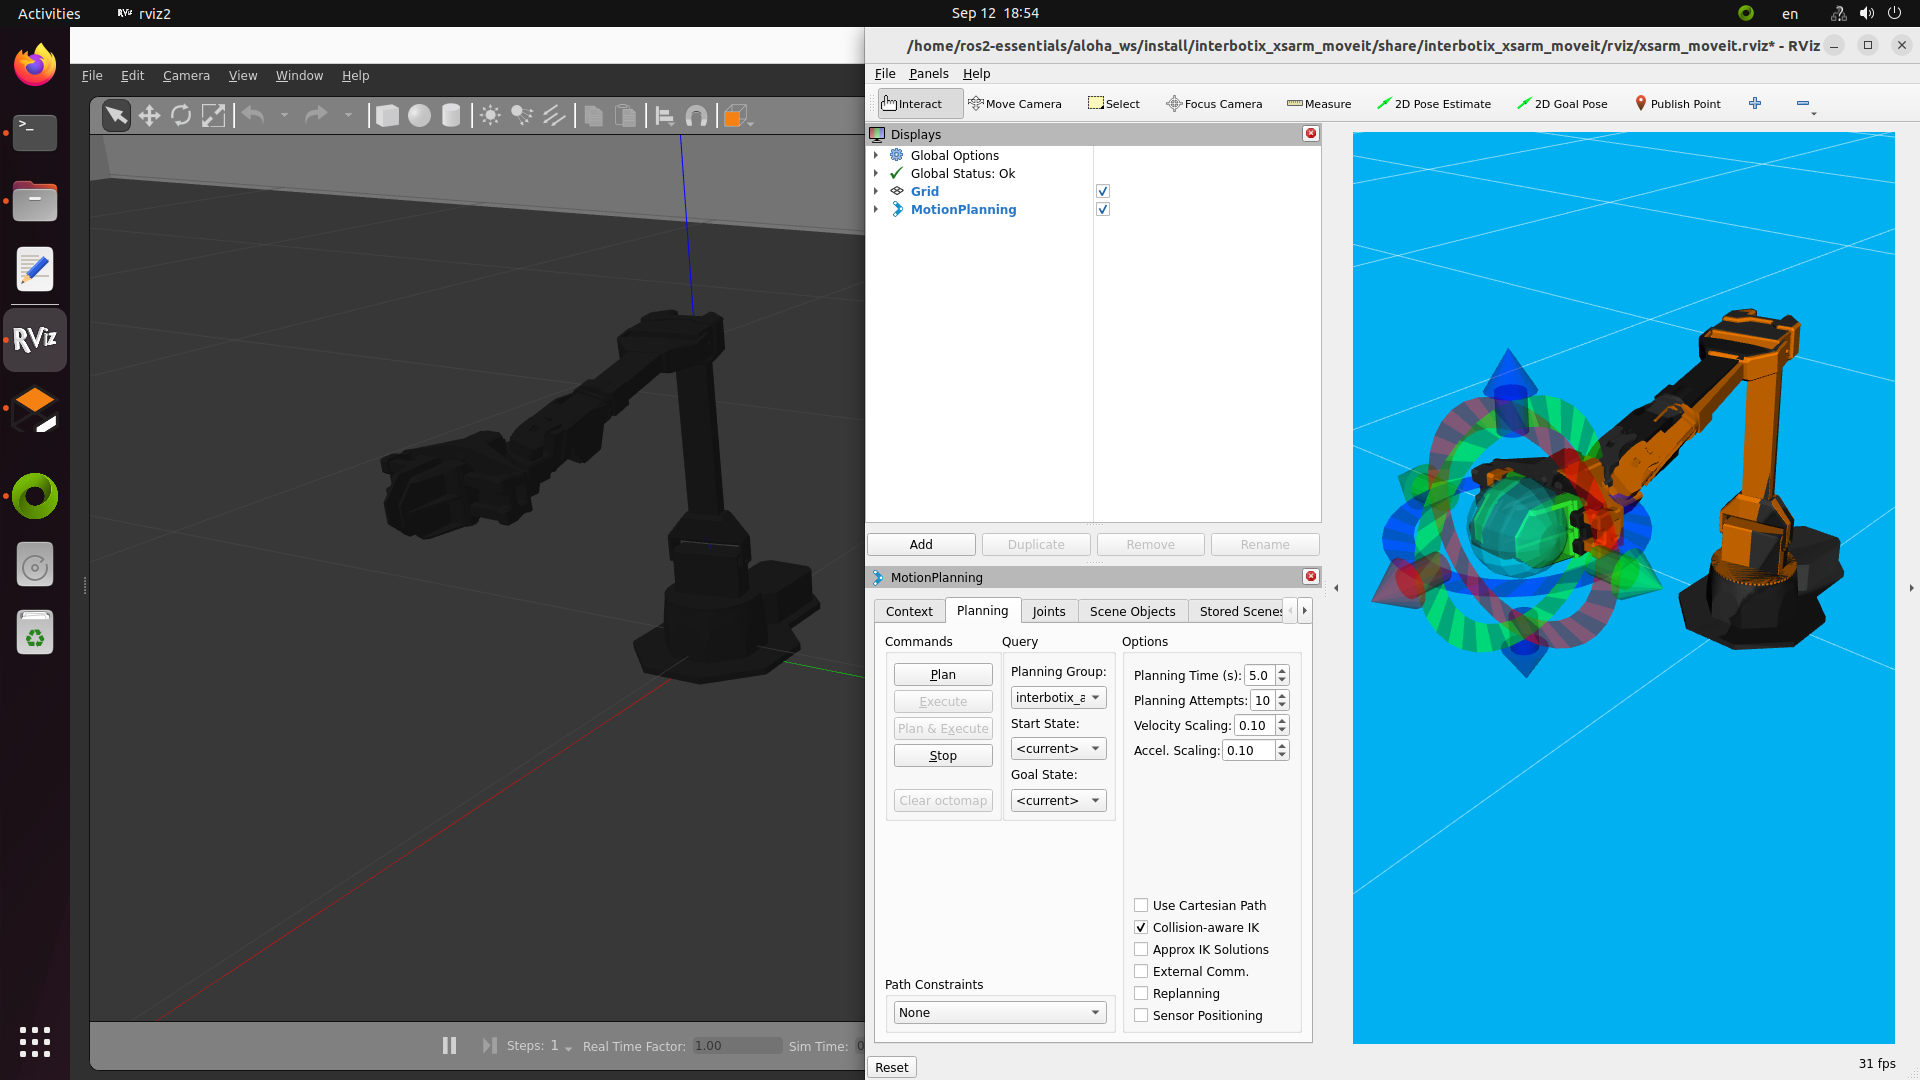 Activities
RViz
rviz2
Sep 12 18:54
en
/home/ros2-essentials/aloha_ws/install/interbotix_xsarm_moveit/share/interbotix_xsarm_moveit/rviz/xsarm_moveit.rviz* - RViz
File Edit Camera View Window Help
File Panels Help
Interact Move Camera Select Focus Camera Measure 2D Pose Estimate 2D Goal Pose Publish Point
Displays
Global Options
Global Status: Ok
Grid
MotionPlanning
>_
RViz
Add Duplicate Remove Rename
MotionPlanning
Context Planning Joints Scene Objects Stored Scenes
Commands Query Options
Plan
Execute
Plan & Execute
Stop
Clear octomap
Planning Group:
interbotix_a
Start State:
<current>
Goal State:
<current>
Planning Time (s): 5.0
Planning Attempts: 10
Velocity Scaling: 0.10
Accel. Scaling: 0.10
Use Cartesian Path
Collision-aware IK
Approx IK Solutions
External Comm.
Replanning
Sensor Positioning
Path Constraints
None
Steps: 1 Real Time Factor: 1.00 Sim Time: 0
Reset
31 fps